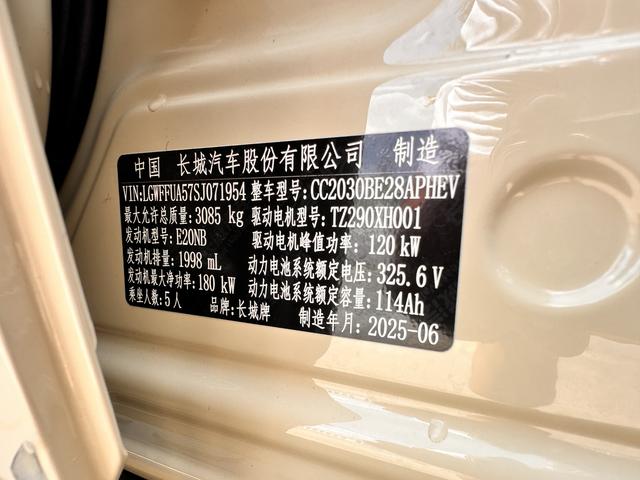 中国 长城汽车股份有限公司 制造
VIN:LGWFFUA57SJ071954 整车型号:CC2030BE28APHEV
最大允许总质量:3085 kg 驱动电机型号:TZ290XH001
发动机型号:E20NB 驱动电机峰值功率:120 kW
发动机排量:1998 mL 动力电池系统额定电压:325.6 V
发动机最大净功率:180 kW 动力电池系统额定容量:114Ah
乘坐人数:5人 品牌:长城牌 制造年月:2025-06